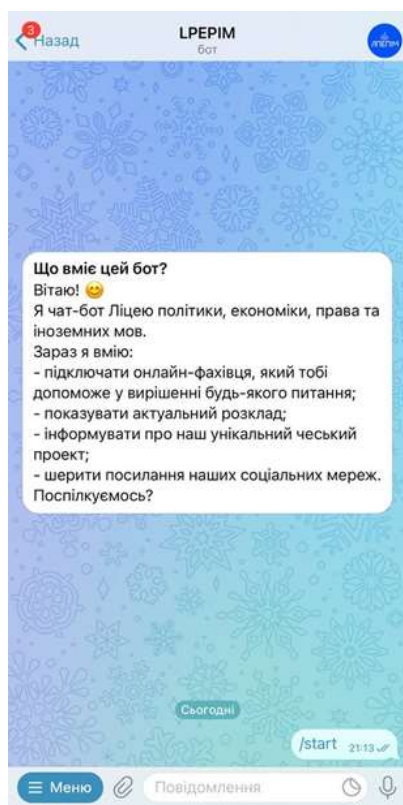 3
Назад
LPEPIM
бот
ЛПЕПІМ
Що вміє цей бот?
Вітаю! 😊
Я чат-бот Ліцею політики, економіки, права та
іноземних мов.
Зараз я вмію:
- підключати онлайн-фахівця, який тобі
допоможе у вирішенні будь-якого питання;
- показувати актуальний розклад;
- інформувати про наш унікальний чеський
проект;
- шерити посилання наших соціальних мереж.
Поспілкуємось?
Сьогодні
/start 21:13
Меню
Повідомлення